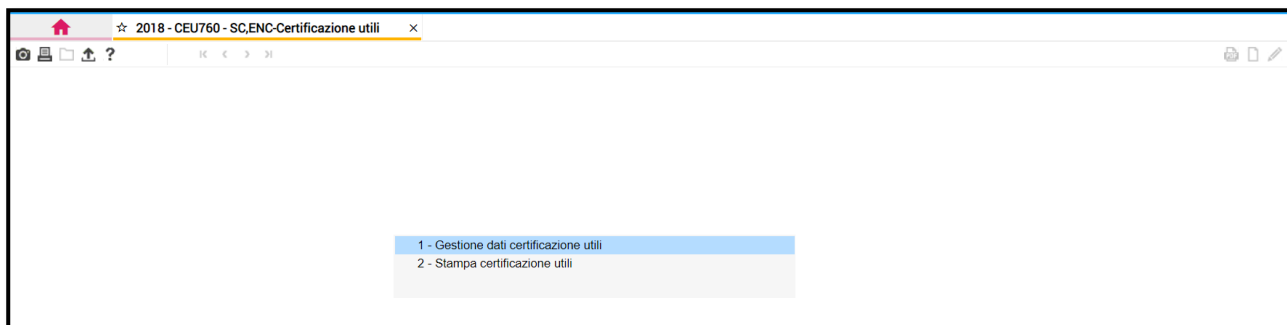 ☆ 2018 - CEU760 - SC,ENC-Certificazione utili ×
?
1 - Gestione dati certificazione utili
2 - Stampa certificazione utili